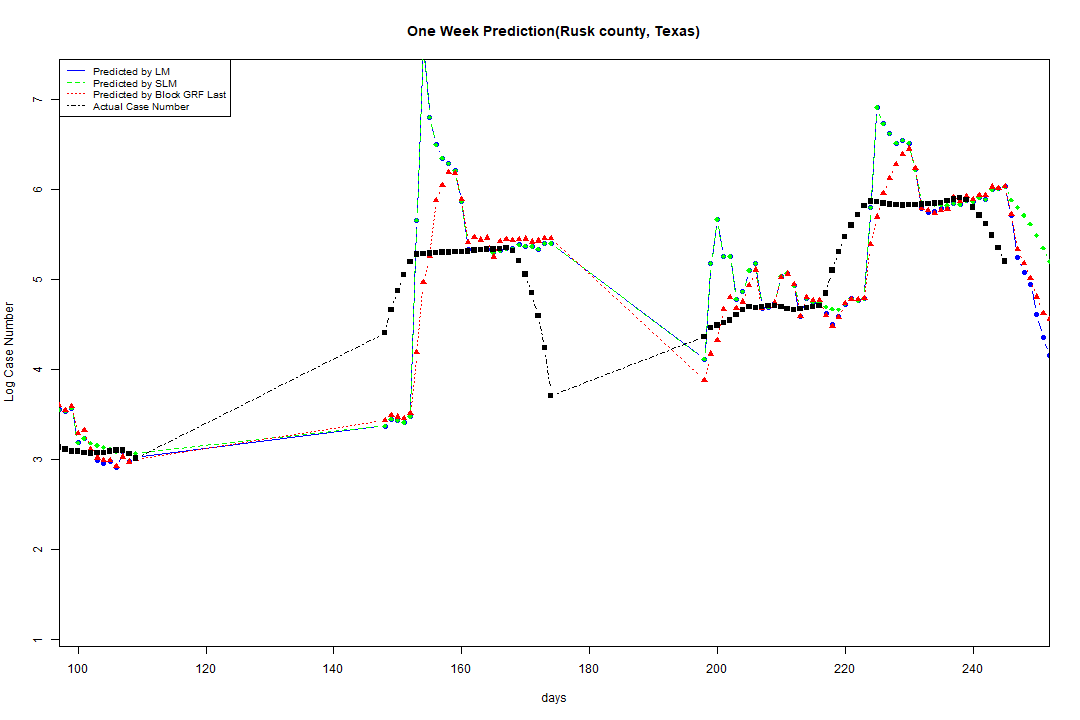 One Week Prediction(Rusk county, Texas)
Predicted by LM
Predicted by SLM
Predicted by Block GRF Last
Actual Case Number
Log Case Number
7
6
5
4
3
2
1
100 120 140 160 180 200 220 240
days